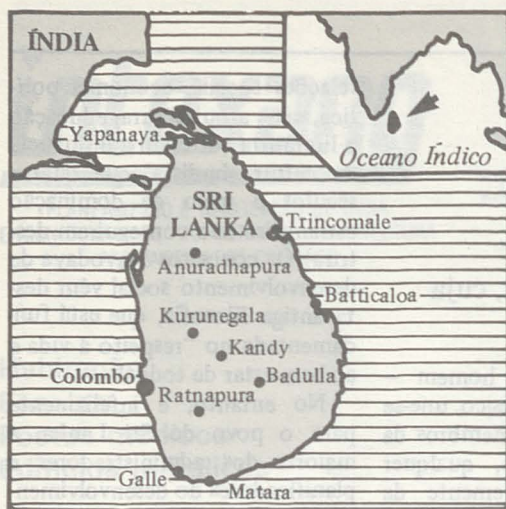 ÍNDIA
Yapanaya
Oceano Índico
SRI
LANKA
Trincomale
Anuradhapura
Batticaloa
Kurunegala
Kandy
Colombo
Badulla
Ratnapura
Galle
Matara